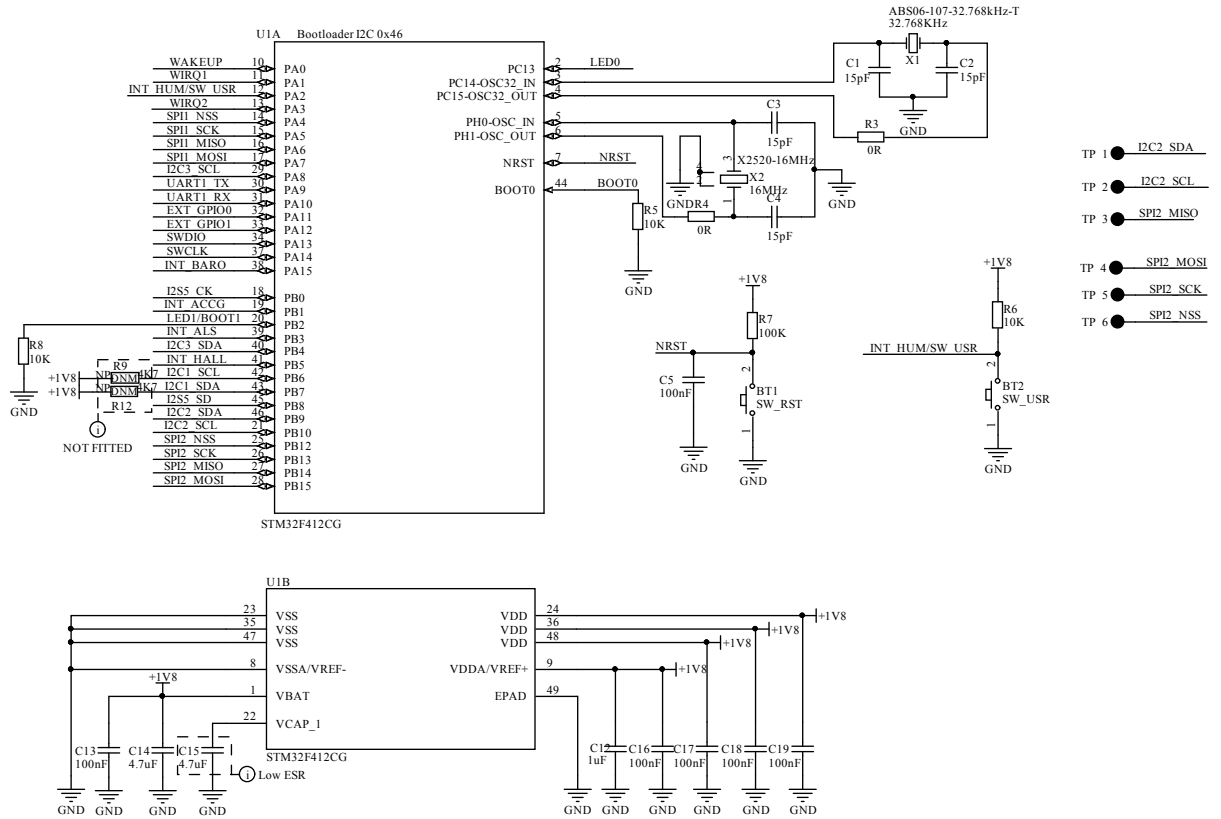 ABS06-107-32.768kHz-T
32.768KHz
X1
C1
15pF
C2
15pF
GND
R3
0R
U1A Bootloader I2C 0x46
WAKEUP 10 PA0
WIRQ1 11 PA1
INT_HUM/SW_USR 12 PA2
WIRQ2 13 PA3
SPI1_NSS 14 PA4
SPI1_SCK 15 PA5
SPI1_MISO 16 PA6
SPI1_MOSI 17 PA7
I2C3_SCL 29 PA8
UART1_TX 30 PA9
UART1_RX 31 PA10
EXT_GPIO0 32 PA11
EXT_GPIO1 33 PA12
SWDIO 34 PA13
SWCLK 37 PA14
INT_BARO 38 PA15
I2S5_CK 18 PB0
INT_ACCG 19 PB1
LED1/BOOT1 20 PB2
INT_ALS 39 PB3
I2C3_SDA 40 PB4
INT_HALL 41 PB5
I2C1_SCL 42 PB6
I2C1_SDA 43 PB7
I2S5_SD 45 PB8
I2C2_SDA 46 PB9
I2C2_SCL 21 PB10
SPI2_NSS 25 PB12
SPI2_SCK 26 PB13
SPI2_MISO 27 PB14
SPI2_MOSI 28 PB15
STM32F412CG
PC13 2 LED0
PC14-OSC32_IN 3
PC15-OSC32_OUT 4
PH0-OSC_IN 5
PH1-OSC_OUT 6
NRST 7 NRST
BOOT0 44 BOOT0
R8
10K
GND
+1V8
+1V8
R9
DNM 4K7
DNM 4K7
R12
i
NOT FITTED
C3
15pF
3
X2520-16MHz
X2
16MHz
1
4
2
GND
R4
0R
C4
15pF
GND
R5
10K
GND
+1V8
R7
100K
NRST
C5
100nF
GND
2
BT1
SW_RST
1
GND
+1V8
R6
10K
INT_HUM/SW_USR
2
BT2
SW_USR
1
GND
TP 1 I2C2_SDA
TP 2 I2C2_SCL
TP 3 SPI2_MISO
TP 4 SPI2_MOSI
TP 5 SPI2_SCK
TP 6 SPI2_NSS
U1B
23 VSS
35 VSS
47 VSS
8 VSSA/VREF-
+1V8
1 VBAT
22 VCAP_1
VDD 24 +1V8
VDD 36 +1V8
VDD 48 +1V8
VDDA/VREF+ 9 +1V8
EPAD 49
STM32F412CG
C13
100nF
C14
4.7uF
C15
4.7uF
i Low ESR
C12
1uF
C16
100nF
C17
100nF
C18
100nF
C19
100nF
GND GND GND GND GND GND GND GND GND GND